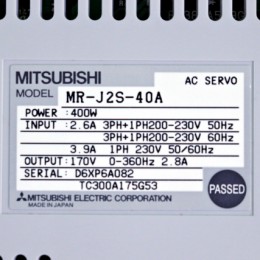 MITSUBISHI
AC SERVO
MODEL MR-J2S-40A
POWER : 400W
INPUT : 2.6A 3PH+1PH200-230V 50Hz
3PH+1PH200-230V 60Hz
3.9A 1PH 230V 50/60Hz
OUTPUT: 170V 0-360Hz 2.8A
SERIAL: D6XP6A082
TC300A175G53
PASSED
MITSUBISHI ELECTRIC CORPORATION
MADE IN JAPAN